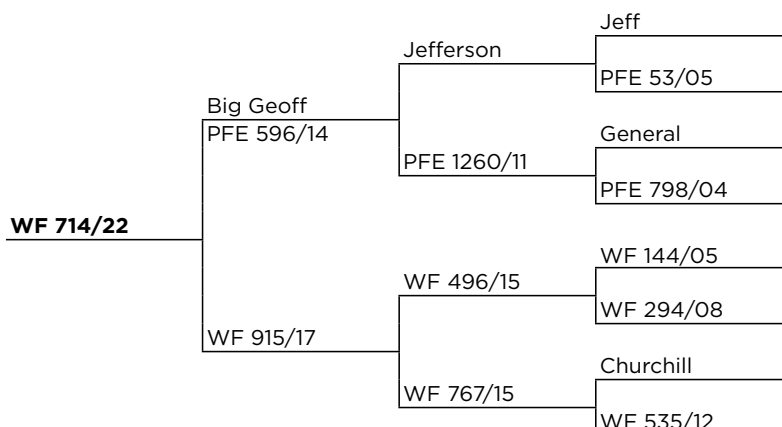 Jeff
Jefferson
PFE 53/05
Big Geoff
PFE 596/14
General
PFE 1260/11
PFE 798/04
WF 714/22
WF 144/05
WF 496/15
WF 294/08
WF 915/17
Churchill
WF 767/15
WF 535/12